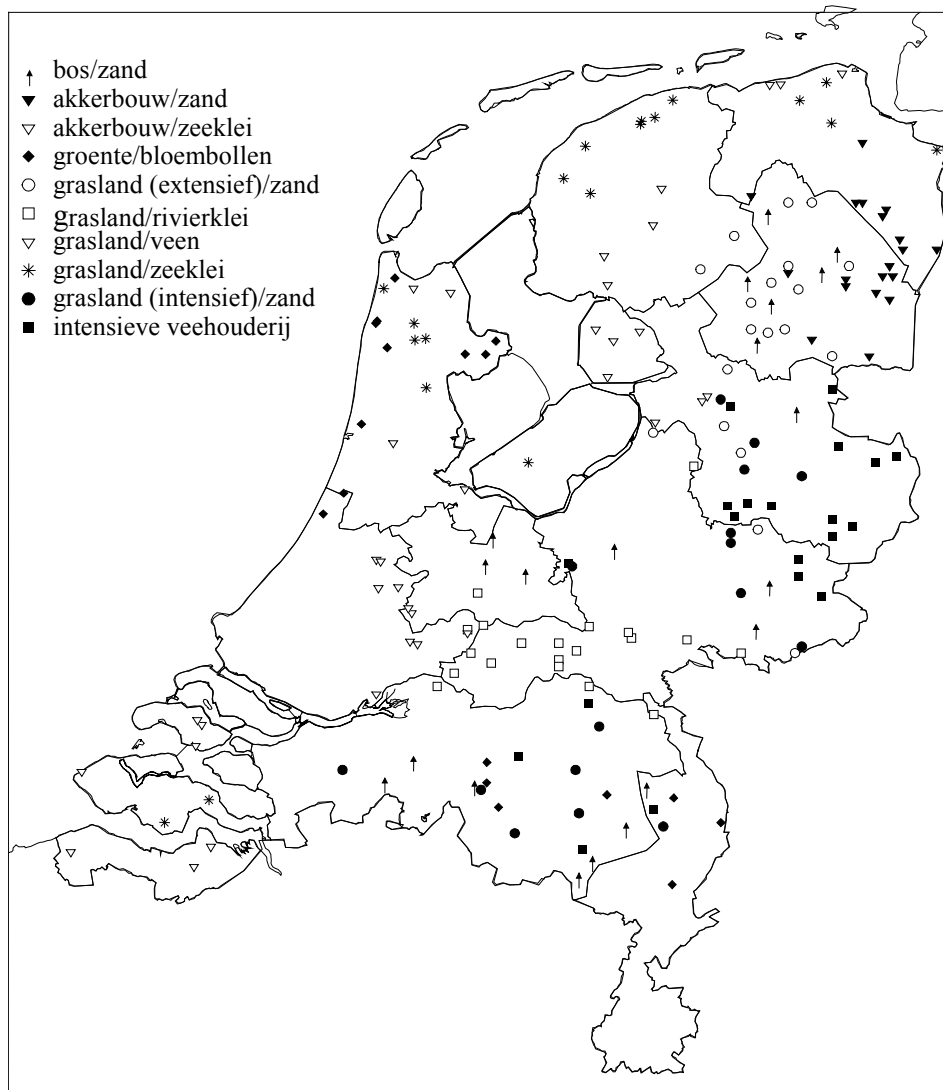 bos/zand
akkerbouw/zand
akkerbouw/zeeklei
groente/bloembollen
grasland (extensief)/zand
grasland/rivierklei
grasland/veen
grasland/zeeklei
grasland (intensief)/zand
intensieve veehouderij